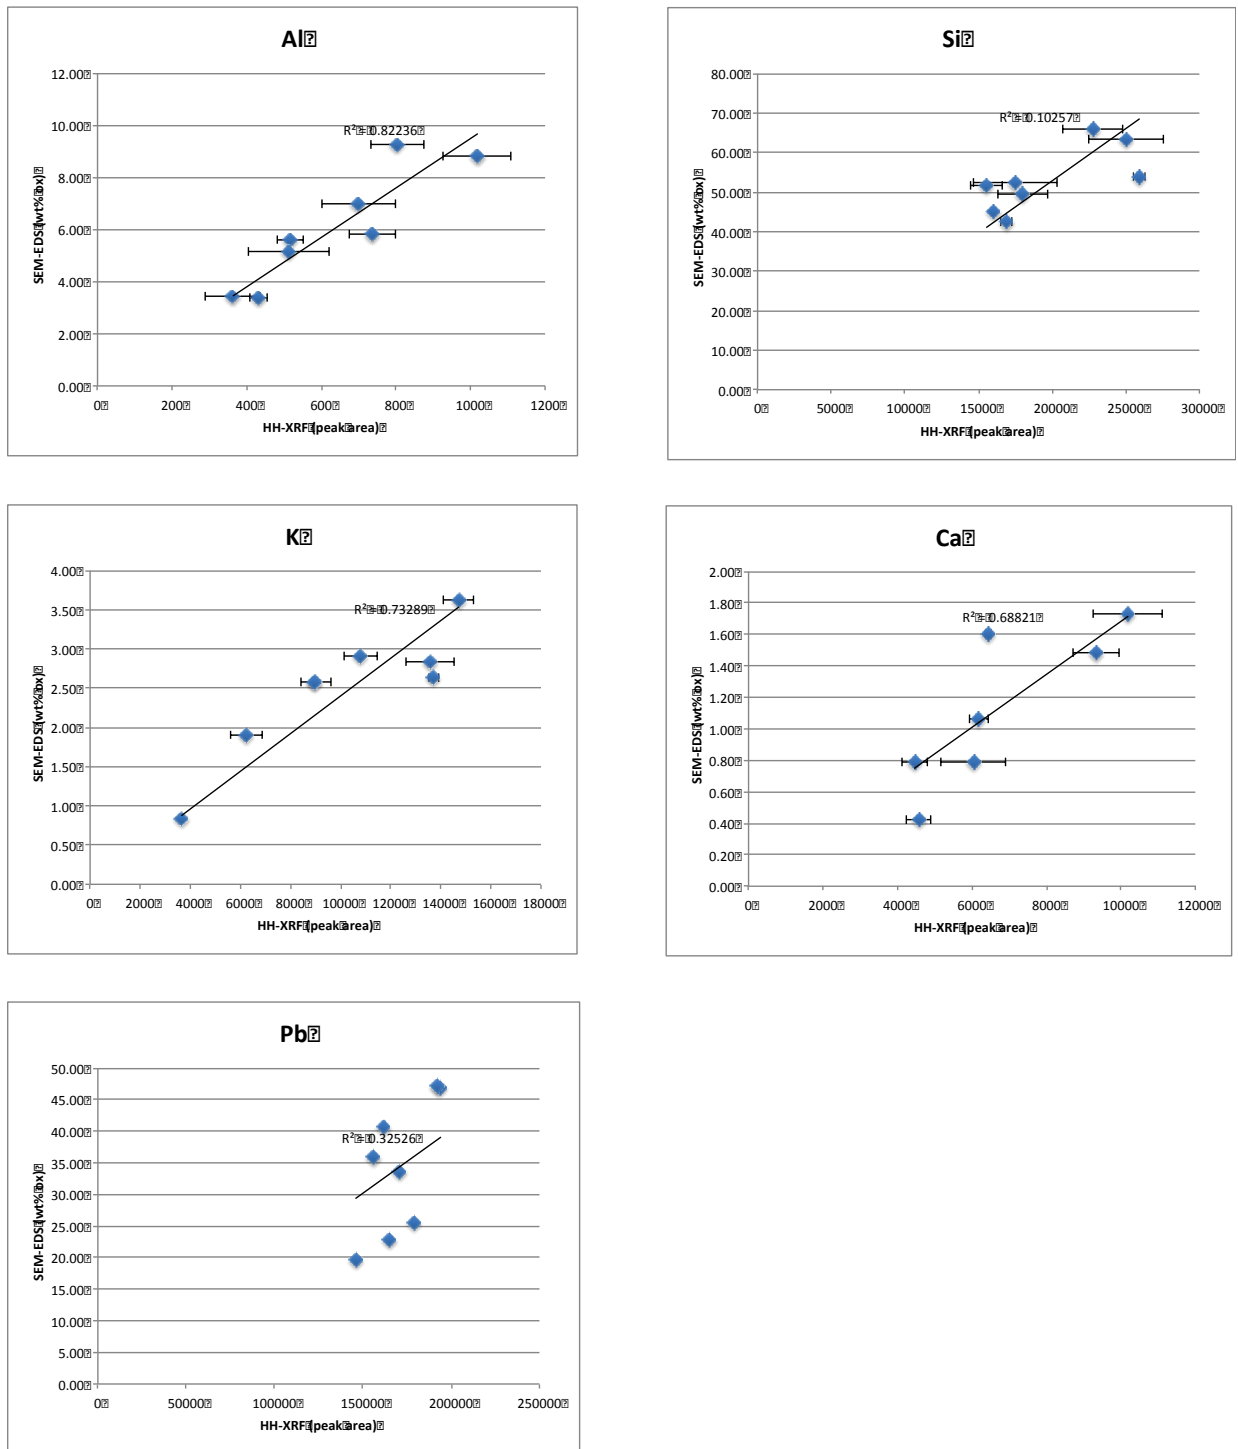 Al
12.00
10.00
8.00
6.00
4.00
2.00
0.00
R² = 0.82236
SEM-EDS (wt% ox)
0 200 400 600 800 1000 1200
HH-XRF (peak area)
Si
80.00
70.00
60.00
50.00
40.00
30.00
20.00
10.00
0.00
R² = 0.10257
SEM-EDS (wt% ox)
0 5000 10000 15000 20000 25000 30000
HH-XRF (peak area)
K
4.00
3.50
3.00
2.50
2.00
1.50
1.00
0.50
0.00
R² = 0.73289
SEM-EDS (wt% ox)
0 2000 4000 6000 8000 10000 12000 14000 16000 18000
HH-XRF (peak area)
Ca
2.00
1.80
1.60
1.40
1.20
1.00
0.80
0.60
0.40
0.20
0.00
R² = 0.68821
SEM-EDS (wt% ox)
0 2000 4000 6000 8000 10000 12000
HH-XRF (peak area)
Pb
50.00
45.00
40.00
35.00
30.00
25.00
20.00
15.00
10.00
5.00
0.00
R² = 0.32526
SEM-EDS (wt% ox)
0 50000 100000 150000 200000 250000
HH-XRF (peak area)